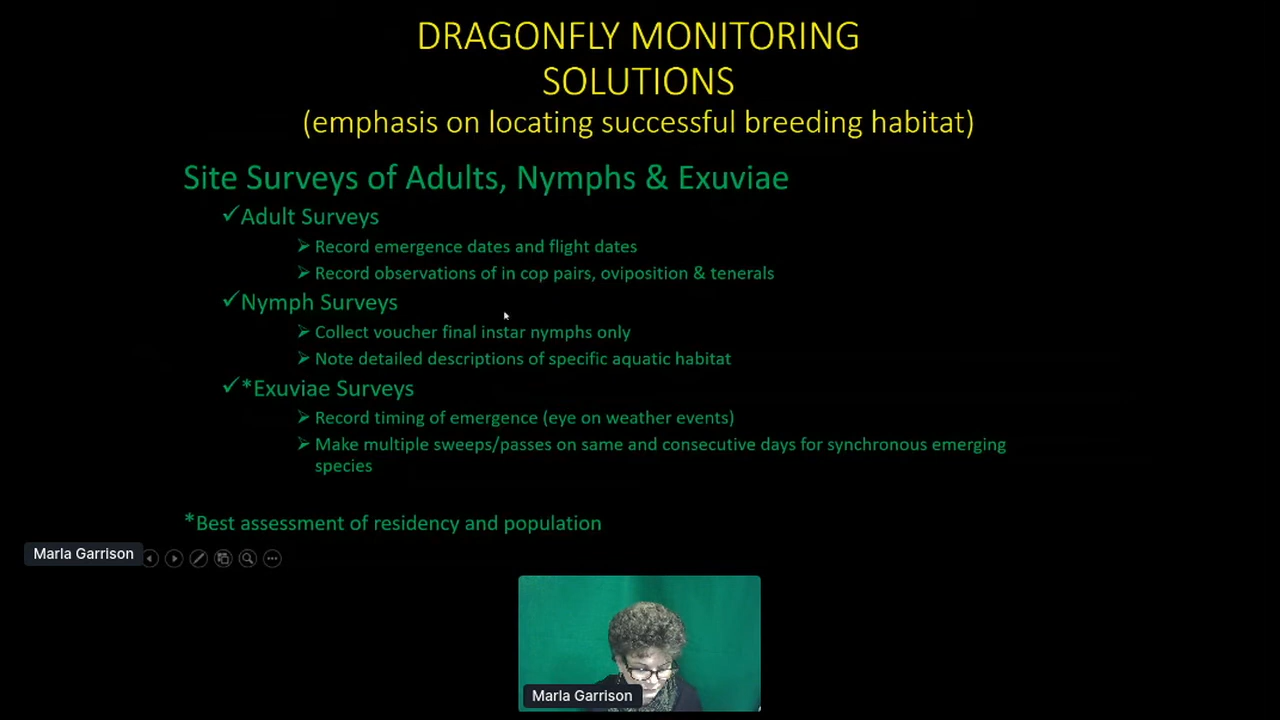 DRAGONFLY MONITORING
SOLUTIONS
(emphasis on locating successful breeding habitat)
Site Surveys of Adults, Nymphs & Exuviae
✓Adult Surveys
➢ Record emergence dates and flight dates
➢ Record observations of in cop pairs, oviposition & tenerals
✓Nymph Surveys
➢ Collect voucher final instar nymphs only
➢ Note detailed descriptions of specific aquatic habitat
✓*Exuviae Surveys
➢ Record timing of emergence (eye on weather events)
➢ Make multiple sweeps/passes on same and consecutive days for synchronous emerging
species
*Best assessment of residency and population
Marla Garrison
Marla Garrison